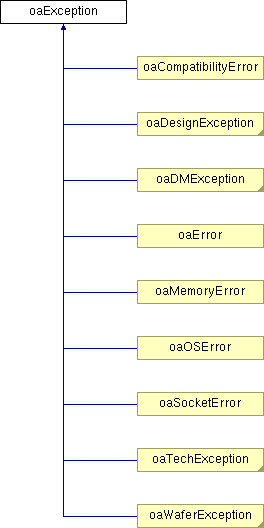 oaException
oaCompatibilityError
oaDesignException
oaDMException
oaError
oaMemoryError
oaOSError
oaSocketError
oaTechException
oaWaferException